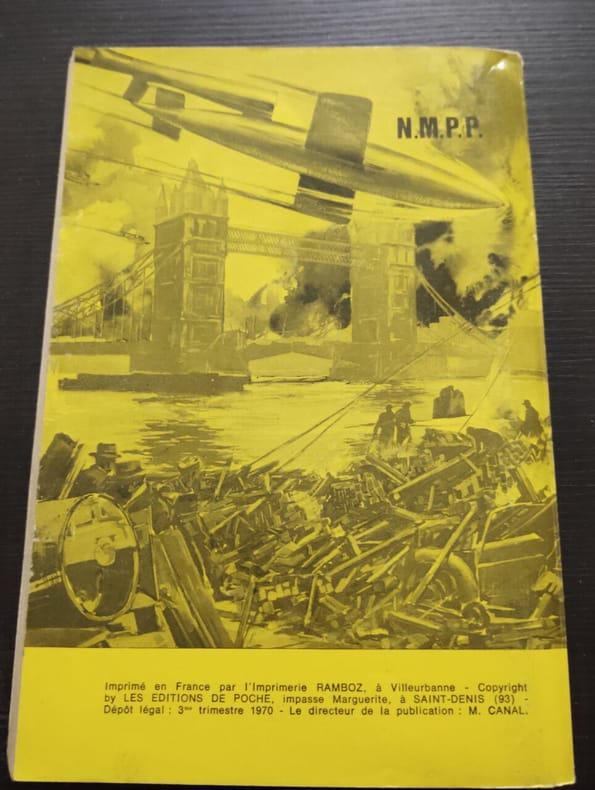 N.M.P.P.
Imprimé en France par l'Imprimerie RAMBOZ, à Villeurbanne - Copyright
by LES EDITIONS DE POCHE, impasse Marguerite, à SAINT-DENIS (93) -
Dépôt légal : 3me trimestre 1970 - Le directeur de la publication : M. CANAL.